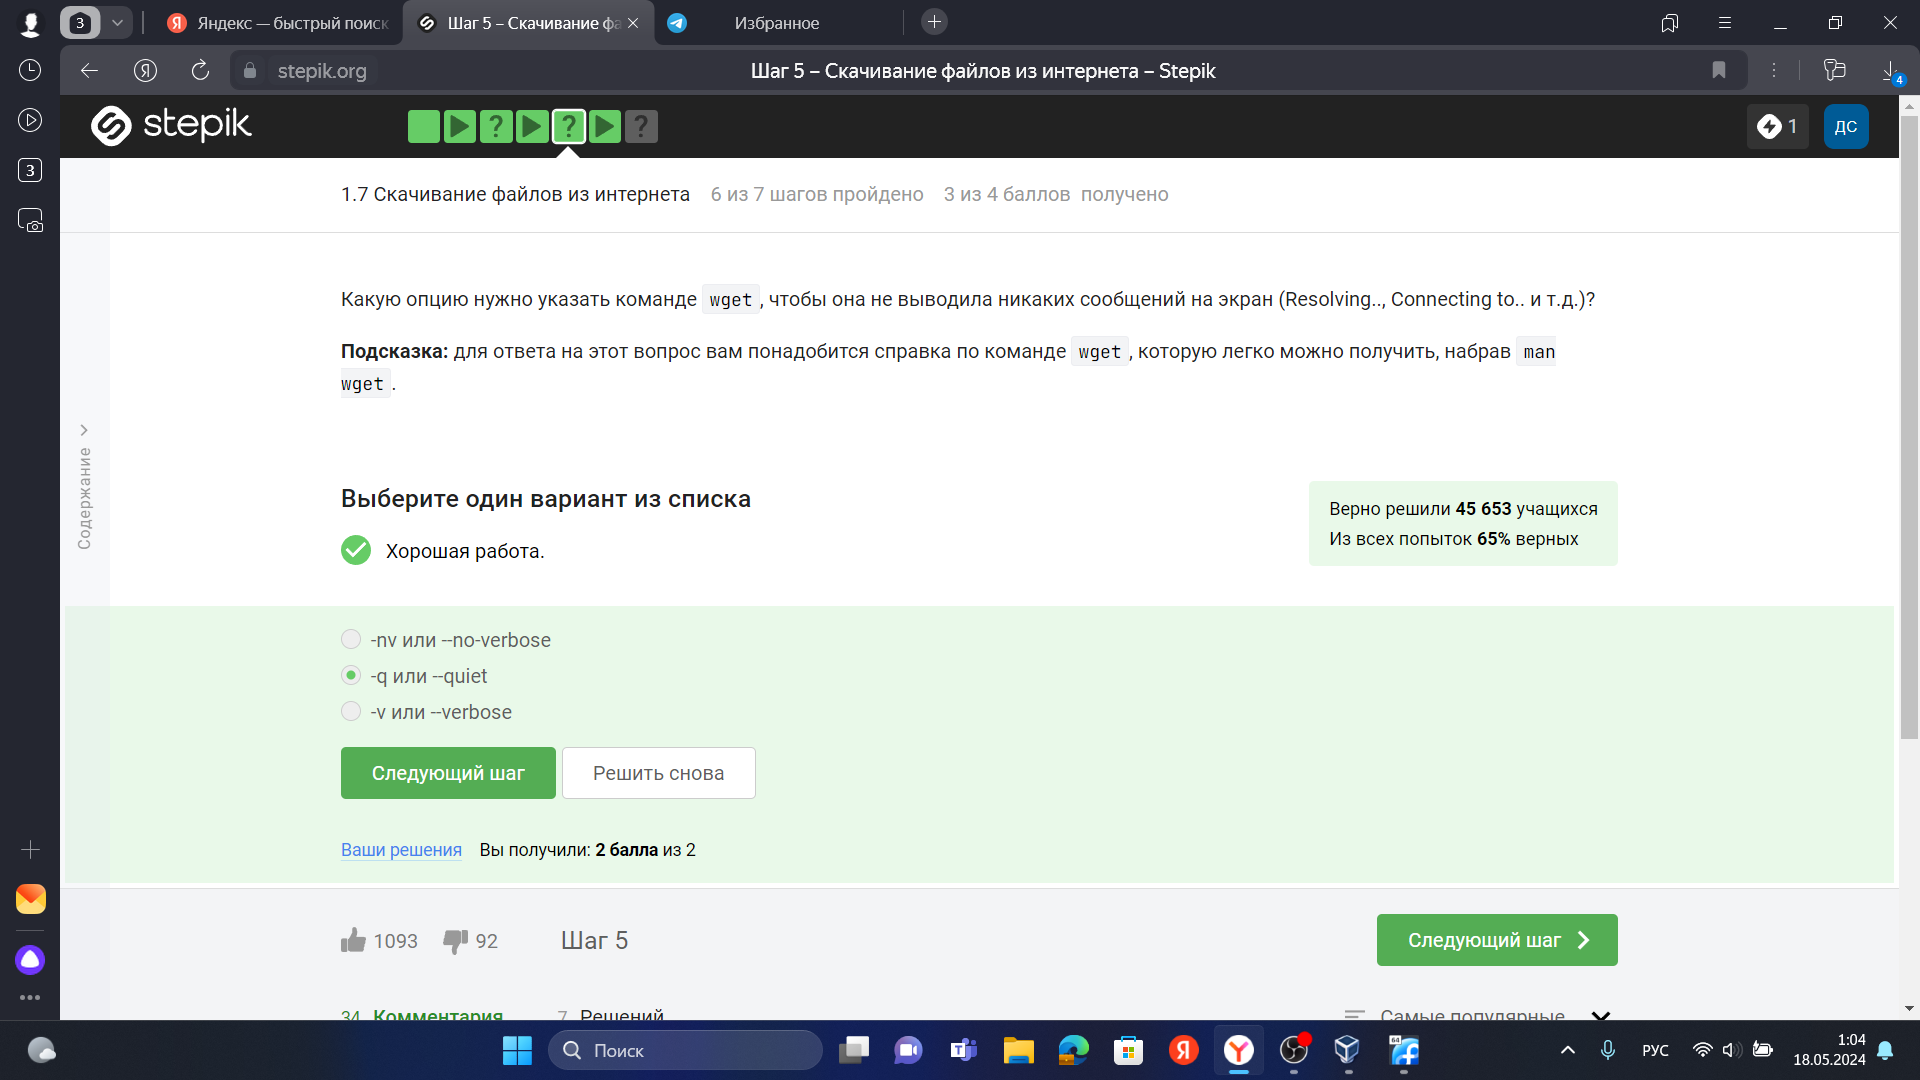 3
Яндекс — быстрый поиск
Шаг 5 – Скачивание фа
Избранное
stepik.org
Шаг 5 – Скачивание файлов из интернета – Stepik
4
3
stepik
? ? ?
1
ДС
1.7 Скачивание файлов из интернета 6 из 7 шагов пройдено 3 из 4 баллов получено
Какую опцию нужно указать команде wget, чтобы она не выводила никаких сообщений на экран (Resolving.., Connecting to.. и т.д.)?
Подсказка: для ответа на этот вопрос вам понадобится справка по команде wget, которую легко можно получить, набрав man
wget.
Содержание
Выберите один вариант из списка
Хорошая работа.
Верно решили 45 653 учащихся
Из всех попыток 65% верных
-nv или --no-verbose
-q или --quiet
-v или --verbose
Следующий шаг
Решить снова
Ваши решения Вы получили: 2 балла из 2
1093 92 Шаг 5
Следующий шаг
34 Комментария 7 Решений
Самые популярные
Поиск
64
РУС
1:04
18.05.2024